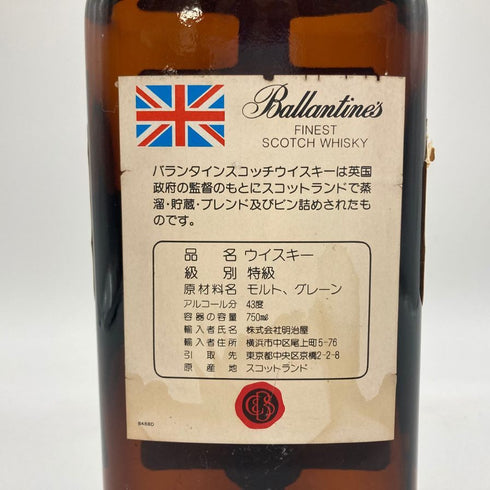 Ballantine's
FINEST
SCOTCH WHISKY
バランタインスコッチウイスキーは英国
政府の監督のもとにスコットランドで蒸
溜・貯蔵・ブレンド及びビン詰めされたも
のです。
品名 ウイスキー
級別 特級
原材料名 モルト、グレーン
アルコール分 43度
容器の容量 750mℓ
輸入者氏名 株式会社明治屋
輸入者住所 横浜市中区尾上町5-76
引取先 東京都中央区京橋2-2-8
原産地 スコットランド